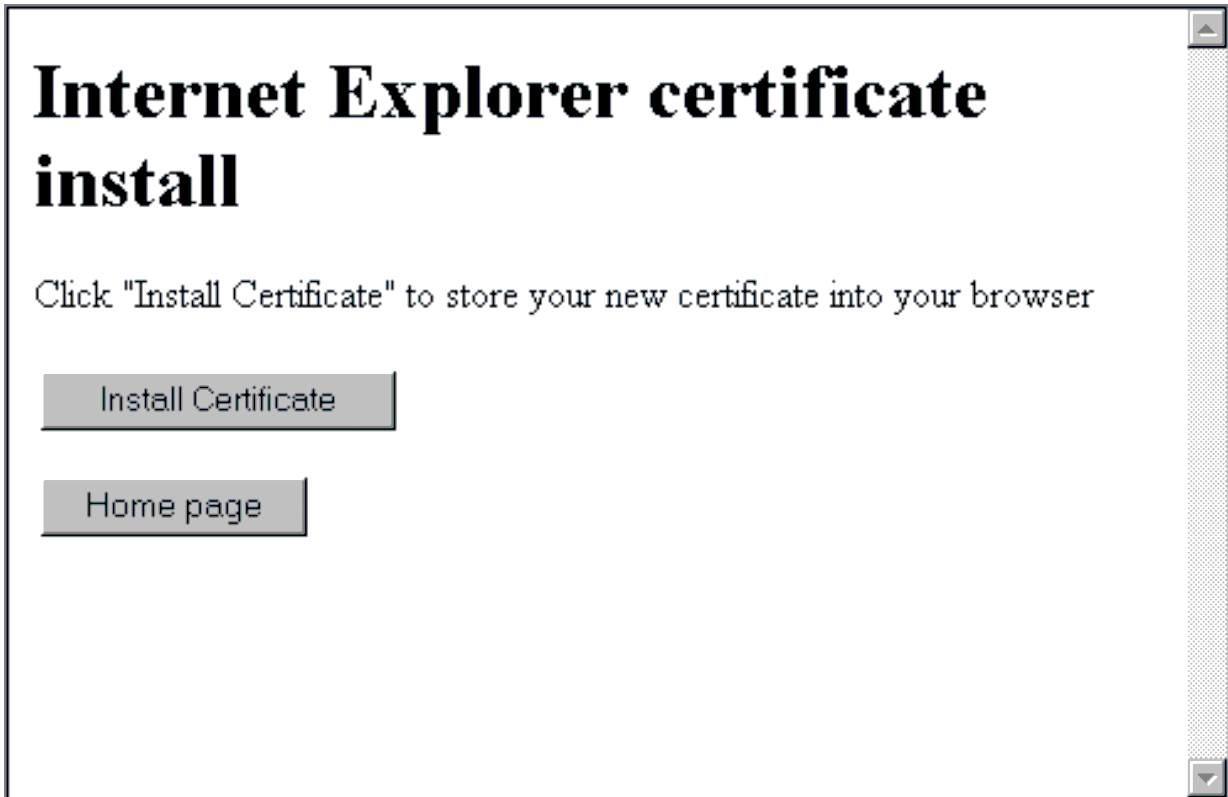 Internet Explorer certificate
install
Click "Install Certificate" to store your new certificate into your browser
Install Certificate
Home page